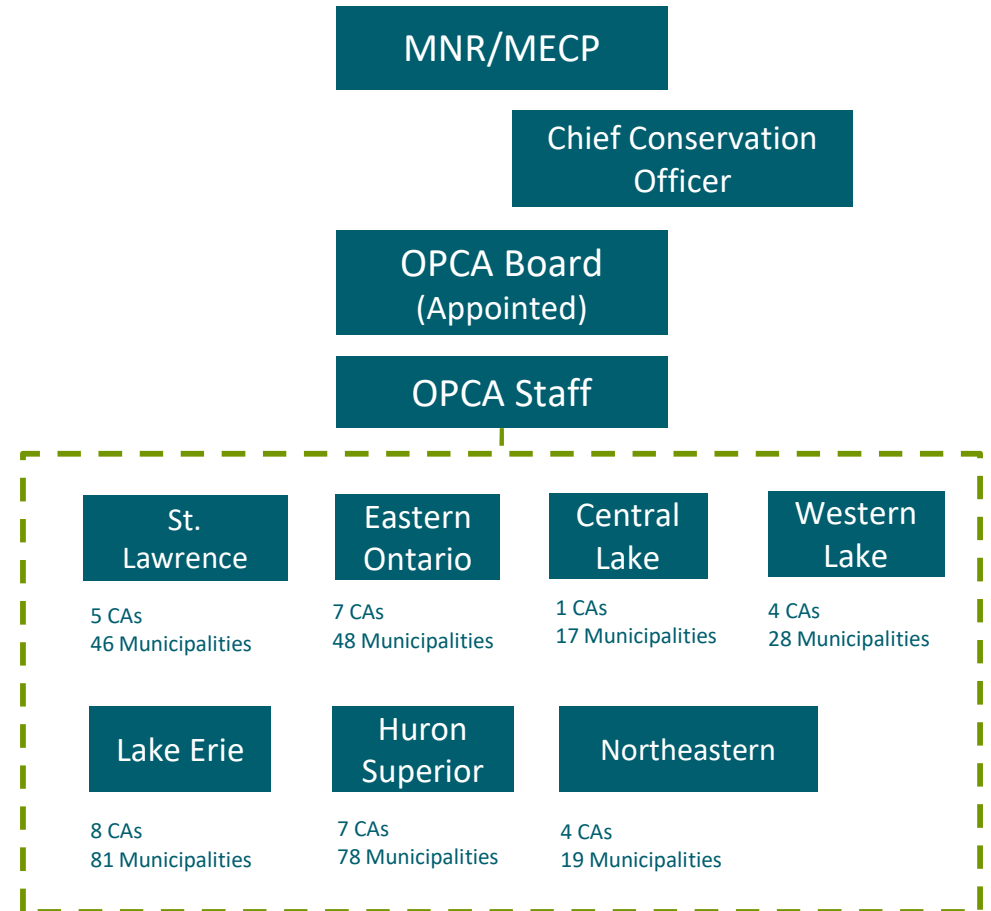 MNR/MECP
Chief Conservation
Officer
OPCA Board
(Appointed)
OPCA Staff
St.
Lawrence
5 CAs
46 Municipalities
Eastern
Ontario
7 CAs
48 Municipalities
Central
Lake
1 CAs
17 Municipalities
Western
Lake
4 CAs
28 Municipalities
Lake Erie
8 CAs
81 Municipalities
Huron
Superior
7 CAs
78 Municipalities
Northeastern
4 CAs
19 Municipalities